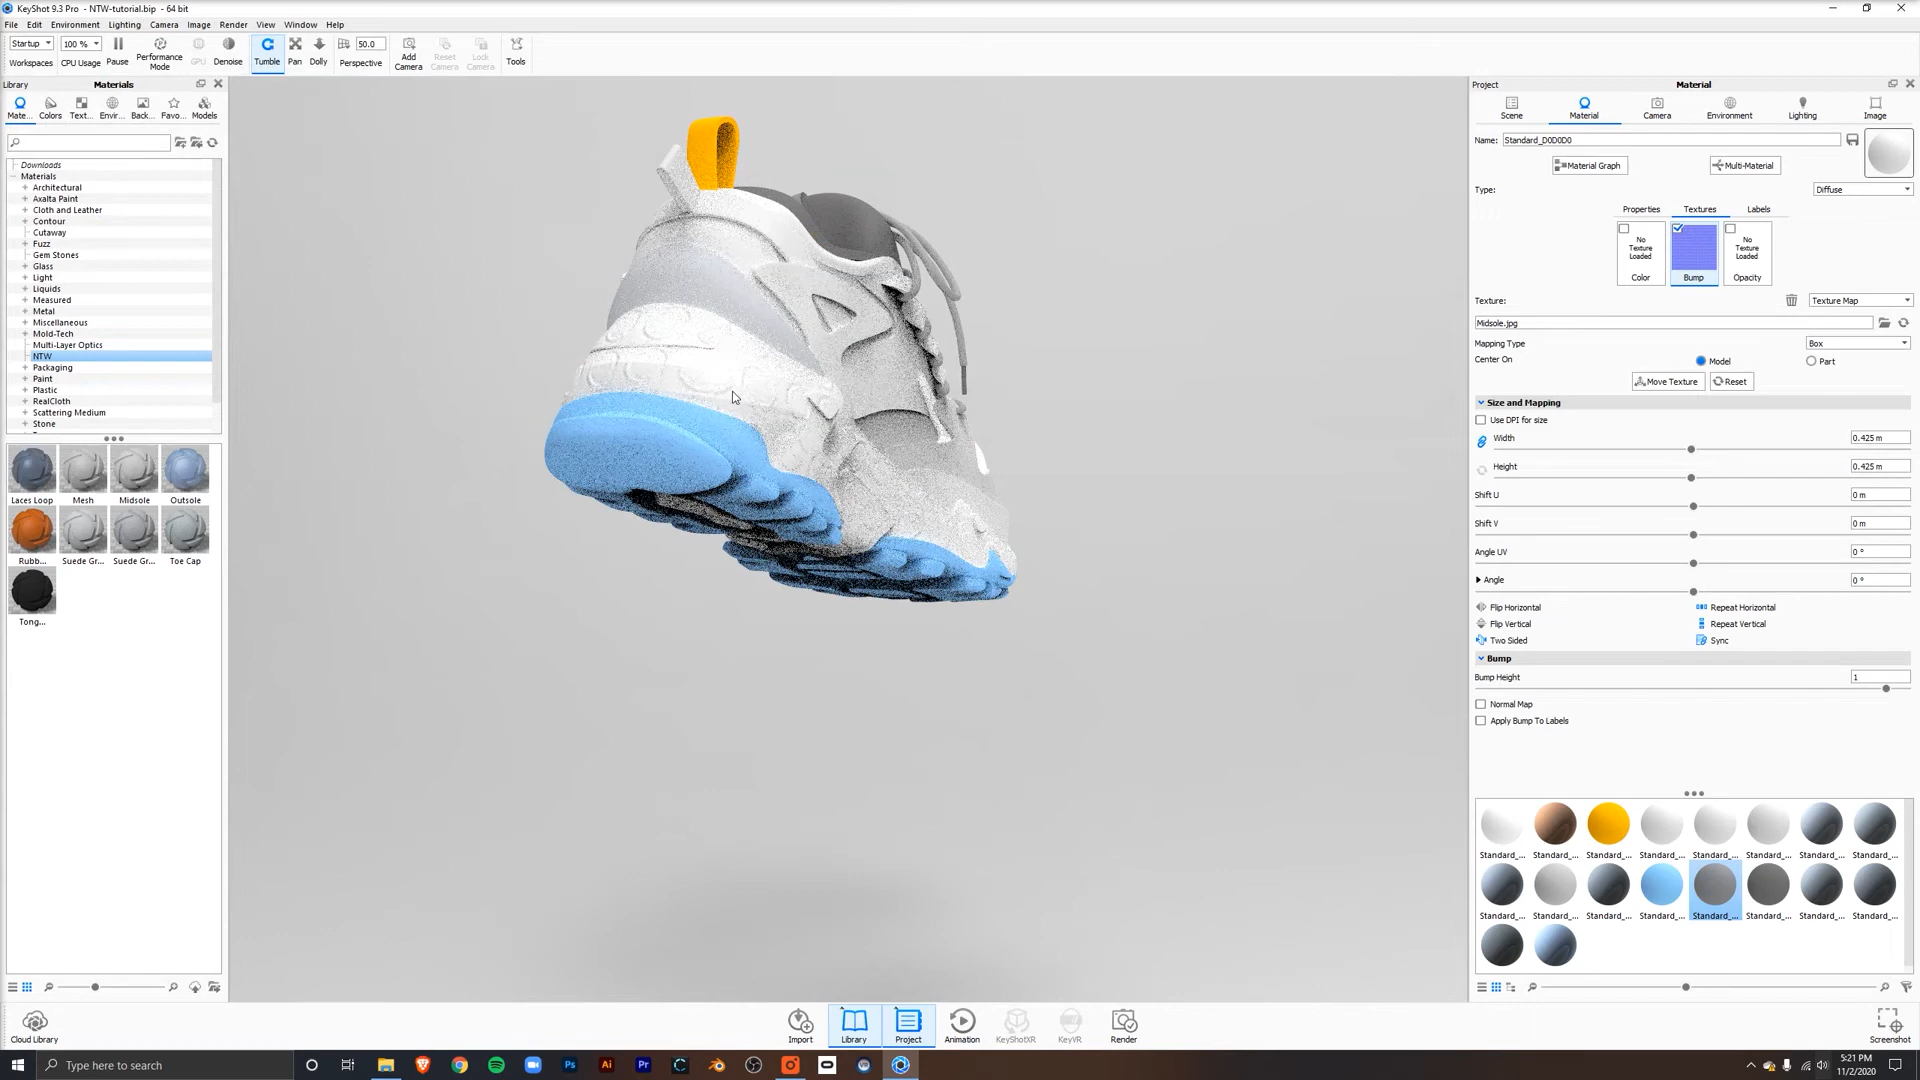 KeyShot 9.3 Pro - NTW-tutorial.bip - 64 bit
File Edit Environment Lighting Camera Image Render View Window Help
Startup 100 % 50.0
Workspaces CPU Usage Pause Performance Mode GPU Denoise Tumble Pan Dolly Perspective Add Camera Reset Camera Lock Camera Tools
Library Materials
Mate... Colors Text... Envir... Back... Favo... Models
Downloads
Materials
Architectural
Axalta Paint
Cloth and Leather
Contour
Cutaway
Fuzz
Gem Stones
Glass
Light
Liquids
Measured
Metal
Miscellaneous
Mold-Tech
Multi-Layer Optics
NTW
Packaging
Paint
Plastic
RealCloth
Scattering Medium
Stone
Laces Loop Mesh Midsole Outsole
Rubb... Suede Gr... Suede Gr... Toe Cap
Tong...
Cloud Library
Project Material
Scene Material Camera Environment Lighting Image
Name: Standard_D0D0D0
Material Graph Multi-Material
Type: Diffuse
Properties Textures Labels
No Texture Loaded No Texture Loaded
Color Bump Opacity
Texture: Texture Map
Midsole.jpg
Mapping Type Box
Center On Model Part
Move Texture Reset
Size and Mapping
Use DPI for size
Width 0.425 m
Height 0.425 m
Shift U 0 m
Shift V 0 m
Angle UV 0 °
Angle 0 °
Flip Horizontal Repeat Horizontal
Flip Vertical Repeat Vertical
Two Sided Sync
Bump
Bump Height 1
Normal Map
Apply Bump To Labels
Standard_... Standard_... Standard_... Standard_... Standard_... Standard_... Standard_... Standard_...
Standard_... Standard_... Standard_... Standard_... Standard_... Standard_... Standard_... Standard_...
Import Library Project Animation KeyShotXR KeyVR Render Screenshot
Type here to search
Ps Ai Pr
5:21 PM
11/2/2020